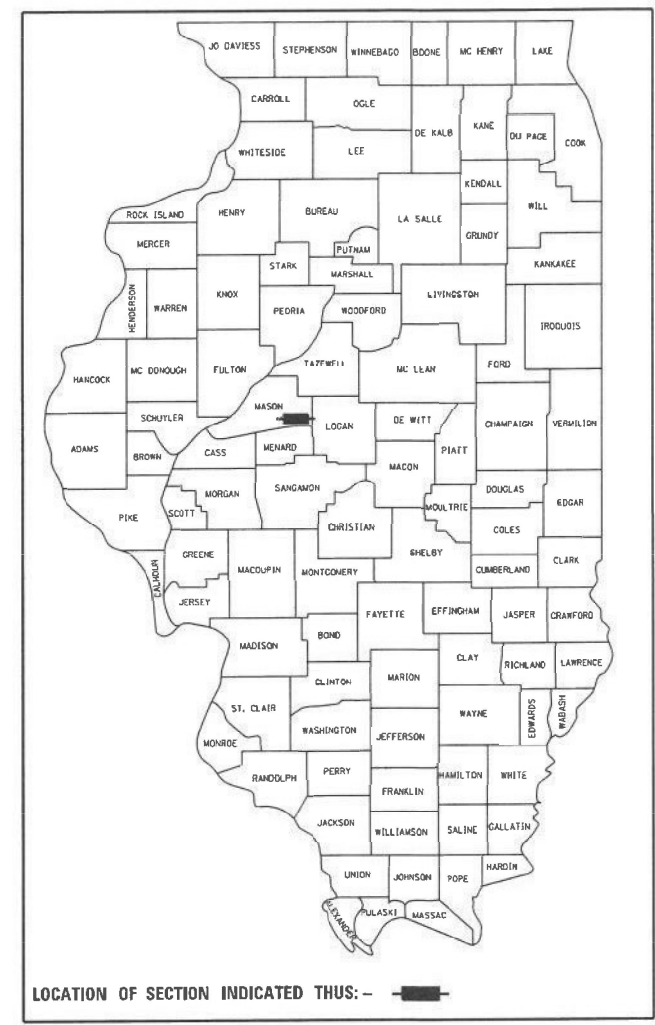 JO DAVIESS STEPHENSON WINNEBAGO BOONE MC HENRY LAKE
CARROLL OGLE
DE KALB KANE DU PAGE COOK
WHITESIDE LEE
KENDALL
ROCK ISLAND HENRY BUREAU LA SALLE WILL
MERCER PUTNAM GRUNDY
STARK MARSHALL KANKAKEE
HENDERSON WARREN KNOX PEORIA WOODFORD LIVINGSTON
IROQUOIS
HANCOCK MC DONOUGH FULTON TAZEWELL MC LEAN FORD
MASON
SCHUYLER LOGAN DE WITT CHAMPAIGN VERMILION
ADAMS BROWN CASS MENARD PIATT
MACON
PIKE SCOTT MORGAN SANGAMON DOUGLAS EDGAR
CHRISTIAN MOULTRIE
COLES
GREENE SHELBY
CALHOUN MACOUPIN MONTGOMERY CUMBERLAND CLARK
JERSEY
FAYETTE EFFINGHAM JASPER CRAWFORD
MADISON BOND
CLAY RICHLAND LAWRENCE
CLINTON MARION
ST. CLAIR WAYNE EDWARDS WABASH
MONROE WASHINGTON JEFFERSON
RANDOLPH PERRY HAMILTON WHITE
FRANKLIN
JACKSON WILLIAMSON SALINE GALLATIN
UNION JOHNSON POPE HARDIN
ALEXANDER PULASKI MASSAC
LOCATION OF SECTION INDICATED THUS: –